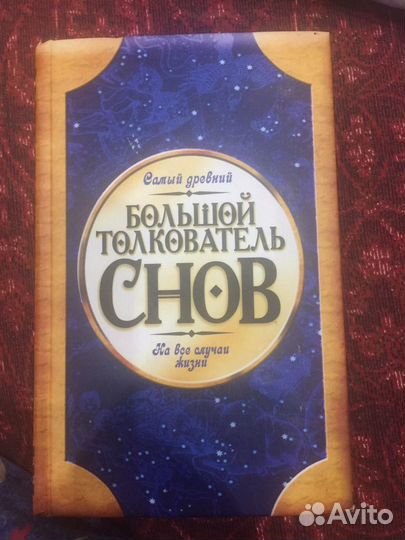 Самый древний
БОЛЬШОЙ
ТОЛКОВАТЕЛЬ
СНОВ
На все случаи
жизни
Avito